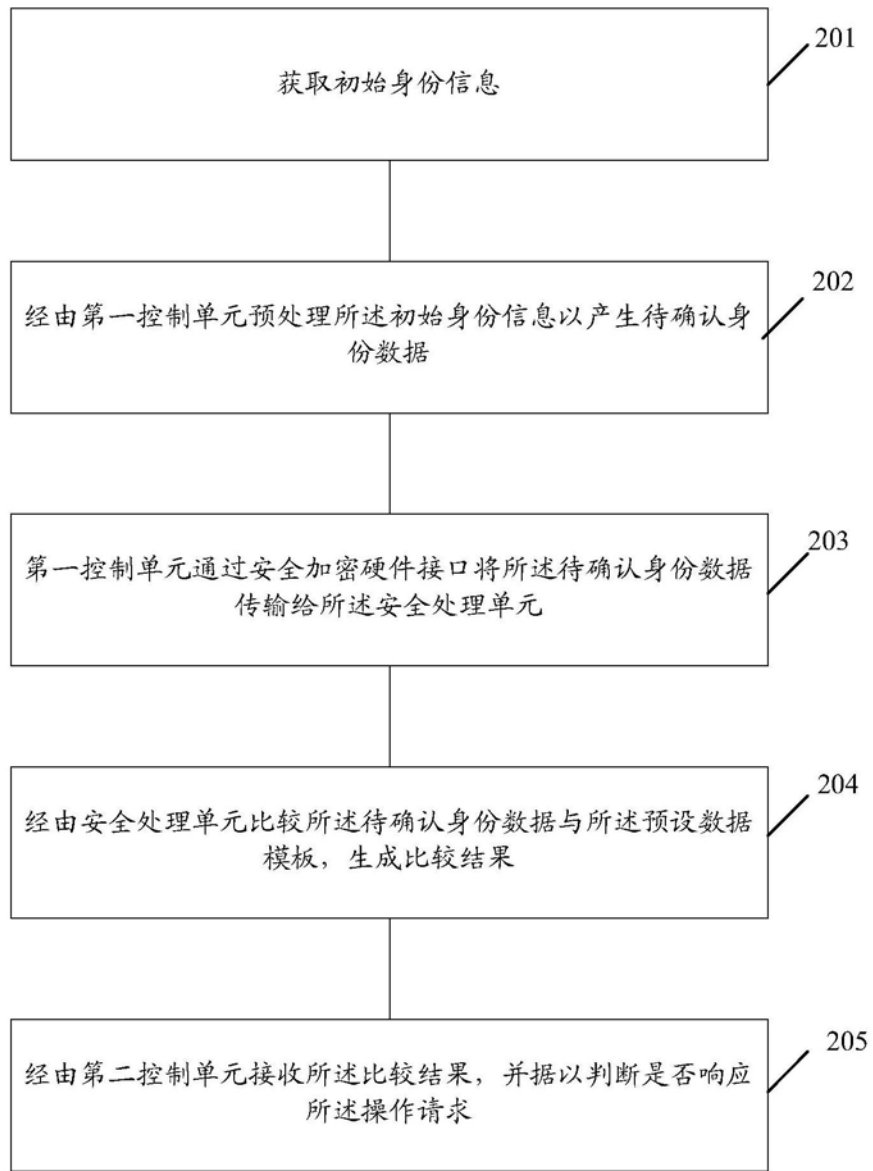 201
获取初始身份信息
202
经由第一控制单元预处理所述初始身份信息以产生待确认身
份数据
203
第一控制单元通过安全加密硬件接口将所述待确认身份数据
传输给所述安全处理单元
204
经由安全处理单元比较所述待确认身份数据与所述预设数据
模板，生成比较结果
205
经由第二控制单元接收所述比较结果，并据以判断是否响应
所述操作请求